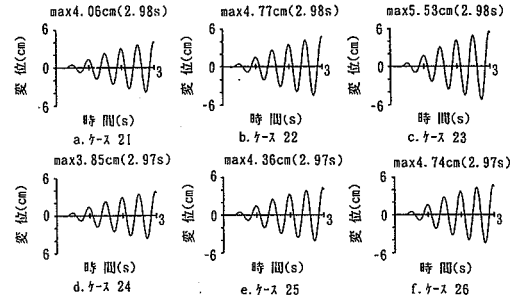 max4.06cm(2.98s)
6
変位(cm)
0
3
-6
時間(s)
a.ケース 21
max4.77cm(2.98s)
6
変位(cm)
0
3
-6
時間(s)
b.ケース 22
max5.53cm(2.98s)
6
変位(cm)
0
3
-6
時間(s)
c.ケース 23
max3.85cm(2.97s)
6
変位(cm)
0
3
-6
時間(s)
d.ケース 24
max4.36cm(2.97s)
6
変位(cm)
0
3
-6
時間(s)
e.ケース 25
max4.74cm(2.97s)
6
変位(cm)
0
3
-6
時間(s)
f.ケース 26